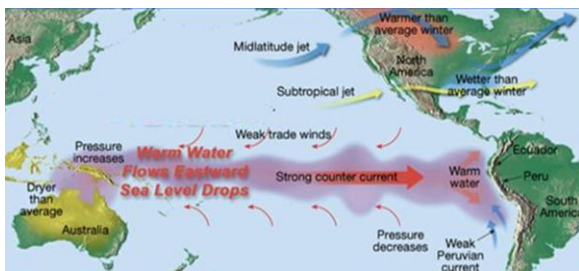 Asia
Warmer than
average winter
Midlatitude jet
North
America
Wetter than
average winter
Subtropical jet
Weak trade winds
Pressure
increases
Warm Water
Flows Eastward
Sea Level Drops
Strong counter current
Warm
water
Ecuador
Peru
Dryer
than
average
Australia
South
America
Pressure
decreases
Weak
Peruvian
current